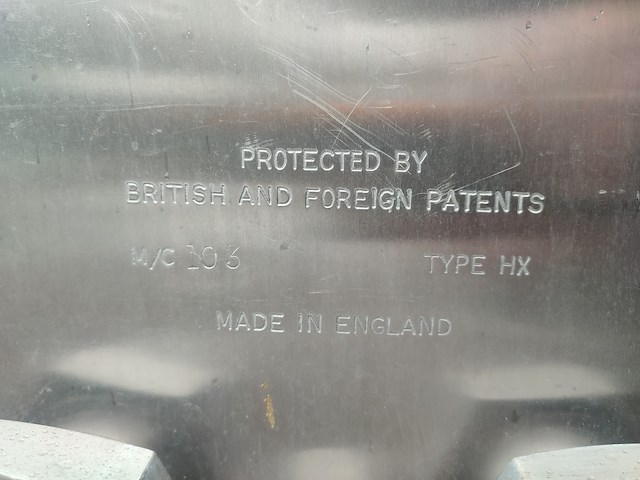 PROTECTED BY
BRITISH AND FOREIGN PATENTS
M/C 103 TYPE HX
MADE IN ENGLAND